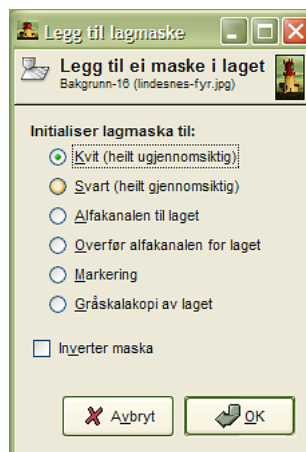 Legg til lagmaske
Legg til ei maske i laget
Bakgrunn-16 (lindesnes-fyr.jpg)
Initialiser lagmaska til:
Kvit (heilt ugjennomsiktig)
Svart (heilt gjennomsiktig)
Alfakanalen til laget
Overfør alfakanalen for laget
Markering
Gråskalakopi av laget
Inverter maska
Avbryt
OK